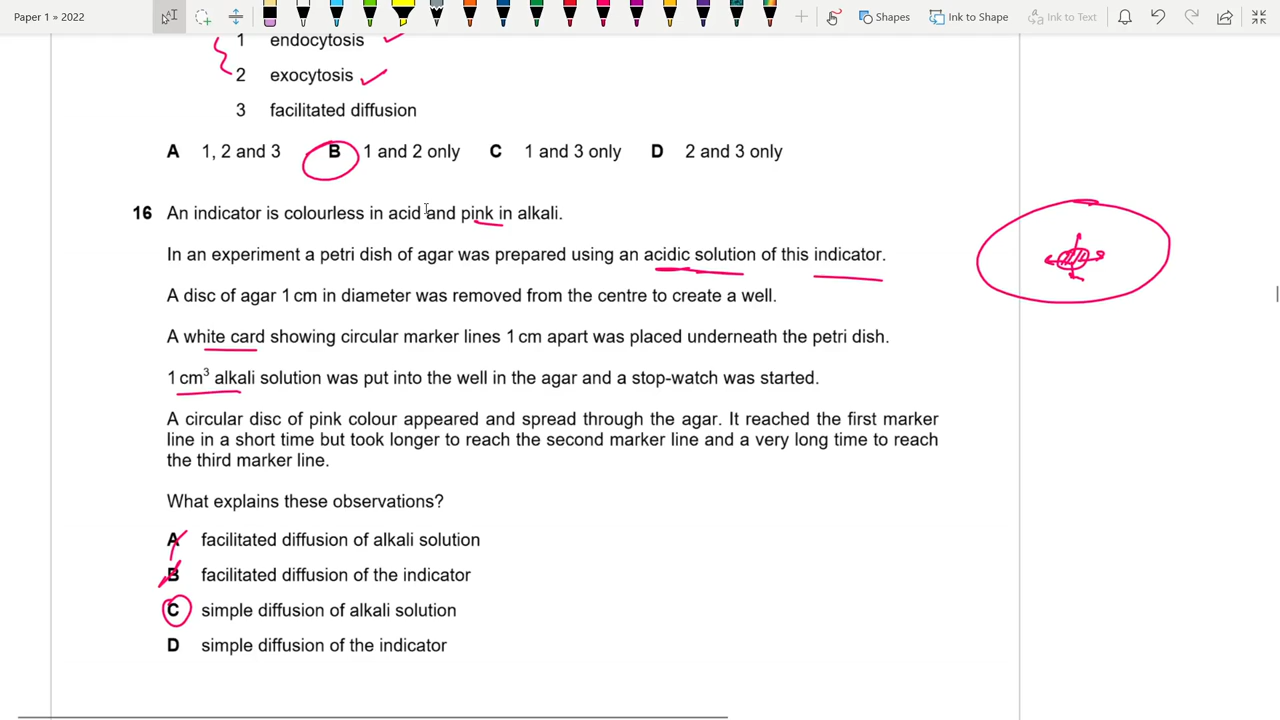 Paper 1 » 2022
Shapes
Ink to Shape
Ink to Text
1 endocytosis
2 exocytosis
3 facilitated diffusion
A 1, 2 and 3 B 1 and 2 only C 1 and 3 only D 2 and 3 only
16 An indicator is colourless in acid and pink in alkali.
In an experiment a petri dish of agar was prepared using an acidic solution of this indicator.
A disc of agar 1 cm in diameter was removed from the centre to create a well.
A white card showing circular marker lines 1 cm apart was placed underneath the petri dish.
1 cm³ alkali solution was put into the well in the agar and a stop-watch was started.
A circular disc of pink colour appeared and spread through the agar. It reached the first marker
line in a short time but took longer to reach the second marker line and a very long time to reach
the third marker line.
What explains these observations?
A facilitated diffusion of alkali solution
B facilitated diffusion of the indicator
C simple diffusion of alkali solution
D simple diffusion of the indicator